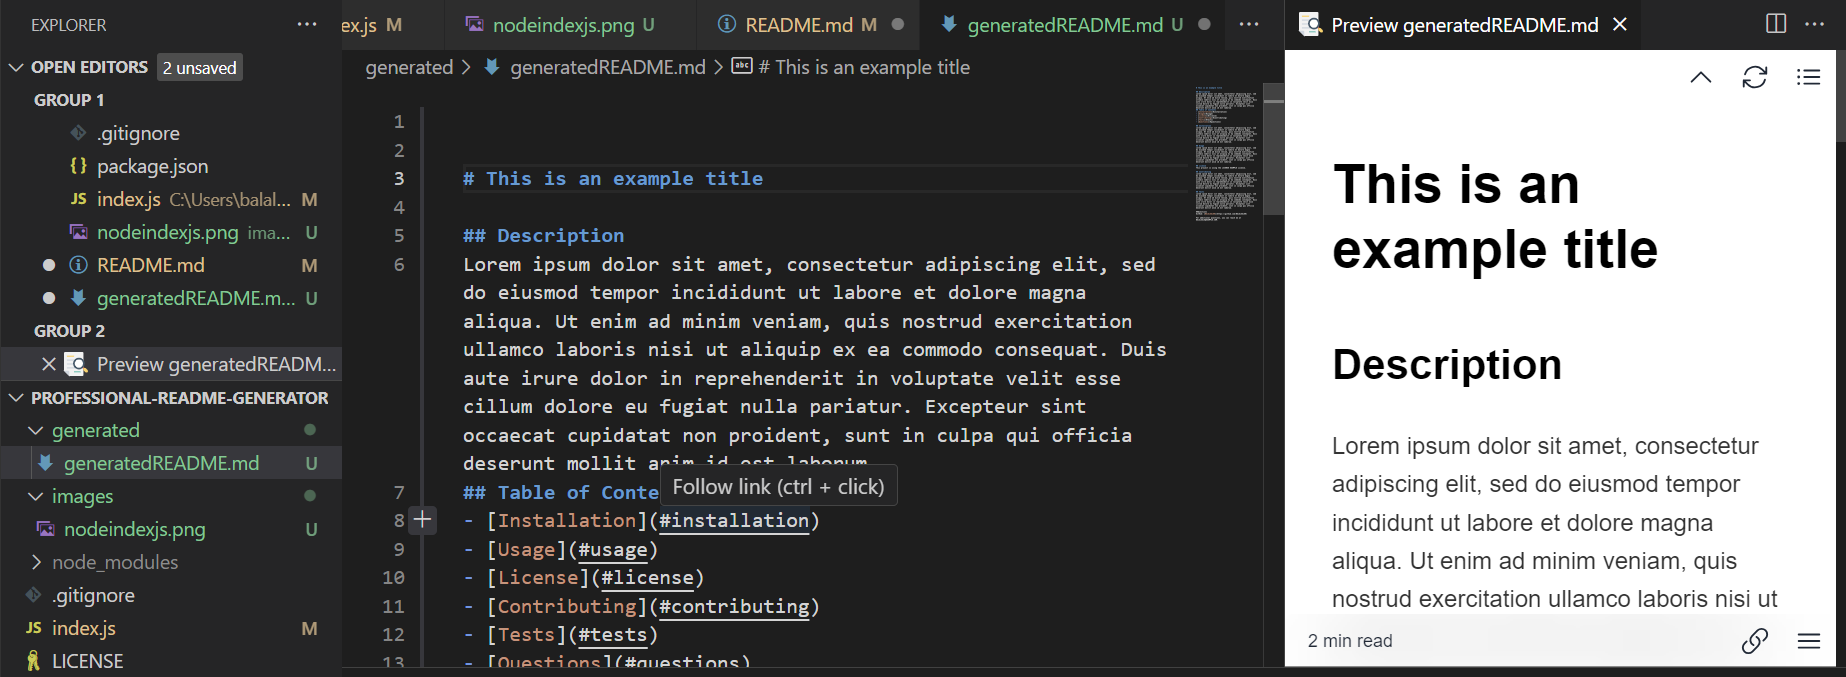 EXPLORER
OPEN EDITORS 2 unsaved
GROUP 1
.gitignore
{} package.json
JS index.js C:\Users\balal... M
nodeindexjs.png ima... U
README.md M
generatedREADME.m... U
GROUP 2
Preview generatedREADM...
PROFESSIONAL-README-GENERATOR
generated
generatedREADME.md U
images
nodeindexjs.png U
node_modules
.gitignore
JS index.js M
LICENSE
ex.js M nodeindexjs.png U README.md M generatedREADME.md U
generated > generatedREADME.md > abc # This is an example title
1
2
3 # This is an example title
4
5 ## Description
6 Lorem ipsum dolor sit amet, consectetur adipiscing elit, sed
do eiusmod tempor incididunt ut labore et dolore magna
aliqua. Ut enim ad minim veniam, quis nostrud exercitation
ullamco laboris nisi ut aliquip ex ea commodo consequat. Duis
aute irure dolor in reprehenderit in voluptate velit esse
cillum dolore eu fugiat nulla pariatur. Excepteur sint
occaecat cupidatat non proident, sunt in culpa qui officia
deserunt mollit anim id est laborum
Follow link (ctrl + click)
7 ## Table of Conte
8 - [Installation](#installation)
9 - [Usage](#usage)
10 - [License](#license)
11 - [Contributing](#contributing)
12 - [Tests](#tests)
13 - [Questions](#questions)
Preview generatedREADME.md
This is an
example title
Description
Lorem ipsum dolor sit amet, consectetur
adipiscing elit, sed do eiusmod tempor
incididunt ut labore et dolore magna
aliqua. Ut enim ad minim veniam, quis
nostrud exercitation ullamco laboris nisi ut
2 min read